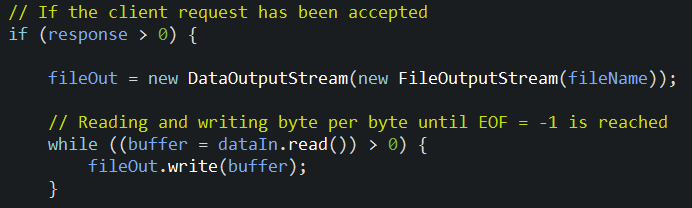 // If the client request has been accepted
if (response > 0) {
fileOut = new DataOutputStream(new FileOutputStream(fileName));
// Reading and writing byte per byte until EOF = -1 is reached
while ((buffer = dataIn.read()) > 0) {
fileOut.write(buffer);
}